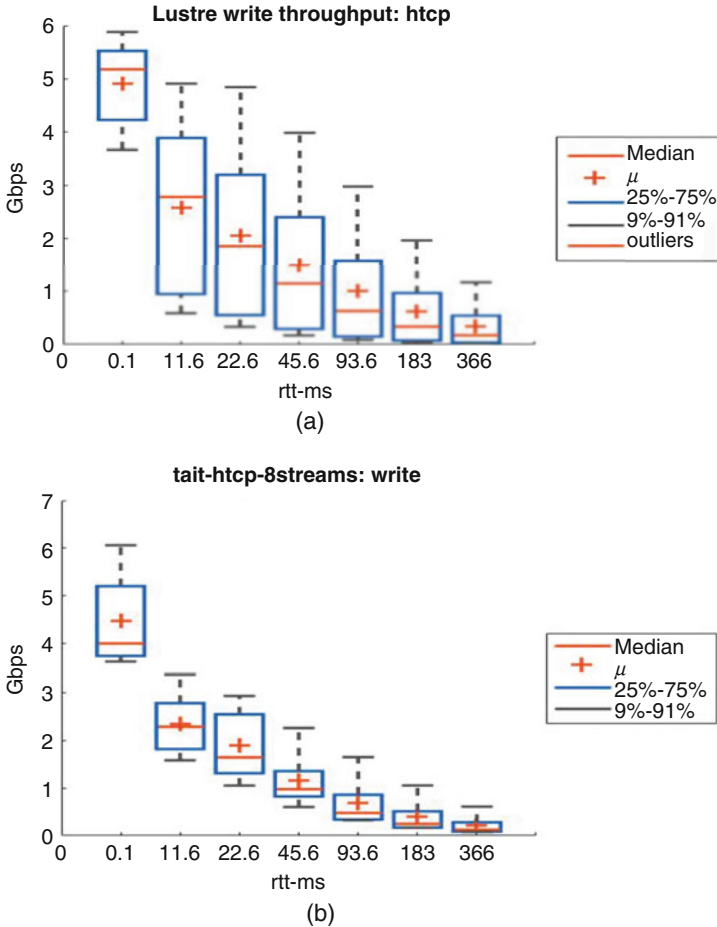 Lustre write throughput: htcp
6
5
4
3
2
1
0
Gbps
0 0.1 11.6 22.6 45.6 93.6 183 366
rtt-ms
Median
μ
25%-75%
9%-91%
outliers
(a)
tait-htcp-8streams: write
7
6
5
4
3
2
1
0
Gbps
0 0.1 11.6 22.6 45.6 93.6 183 366
rtt-ms
Median
μ
25%-75%
9%-91%
(b)